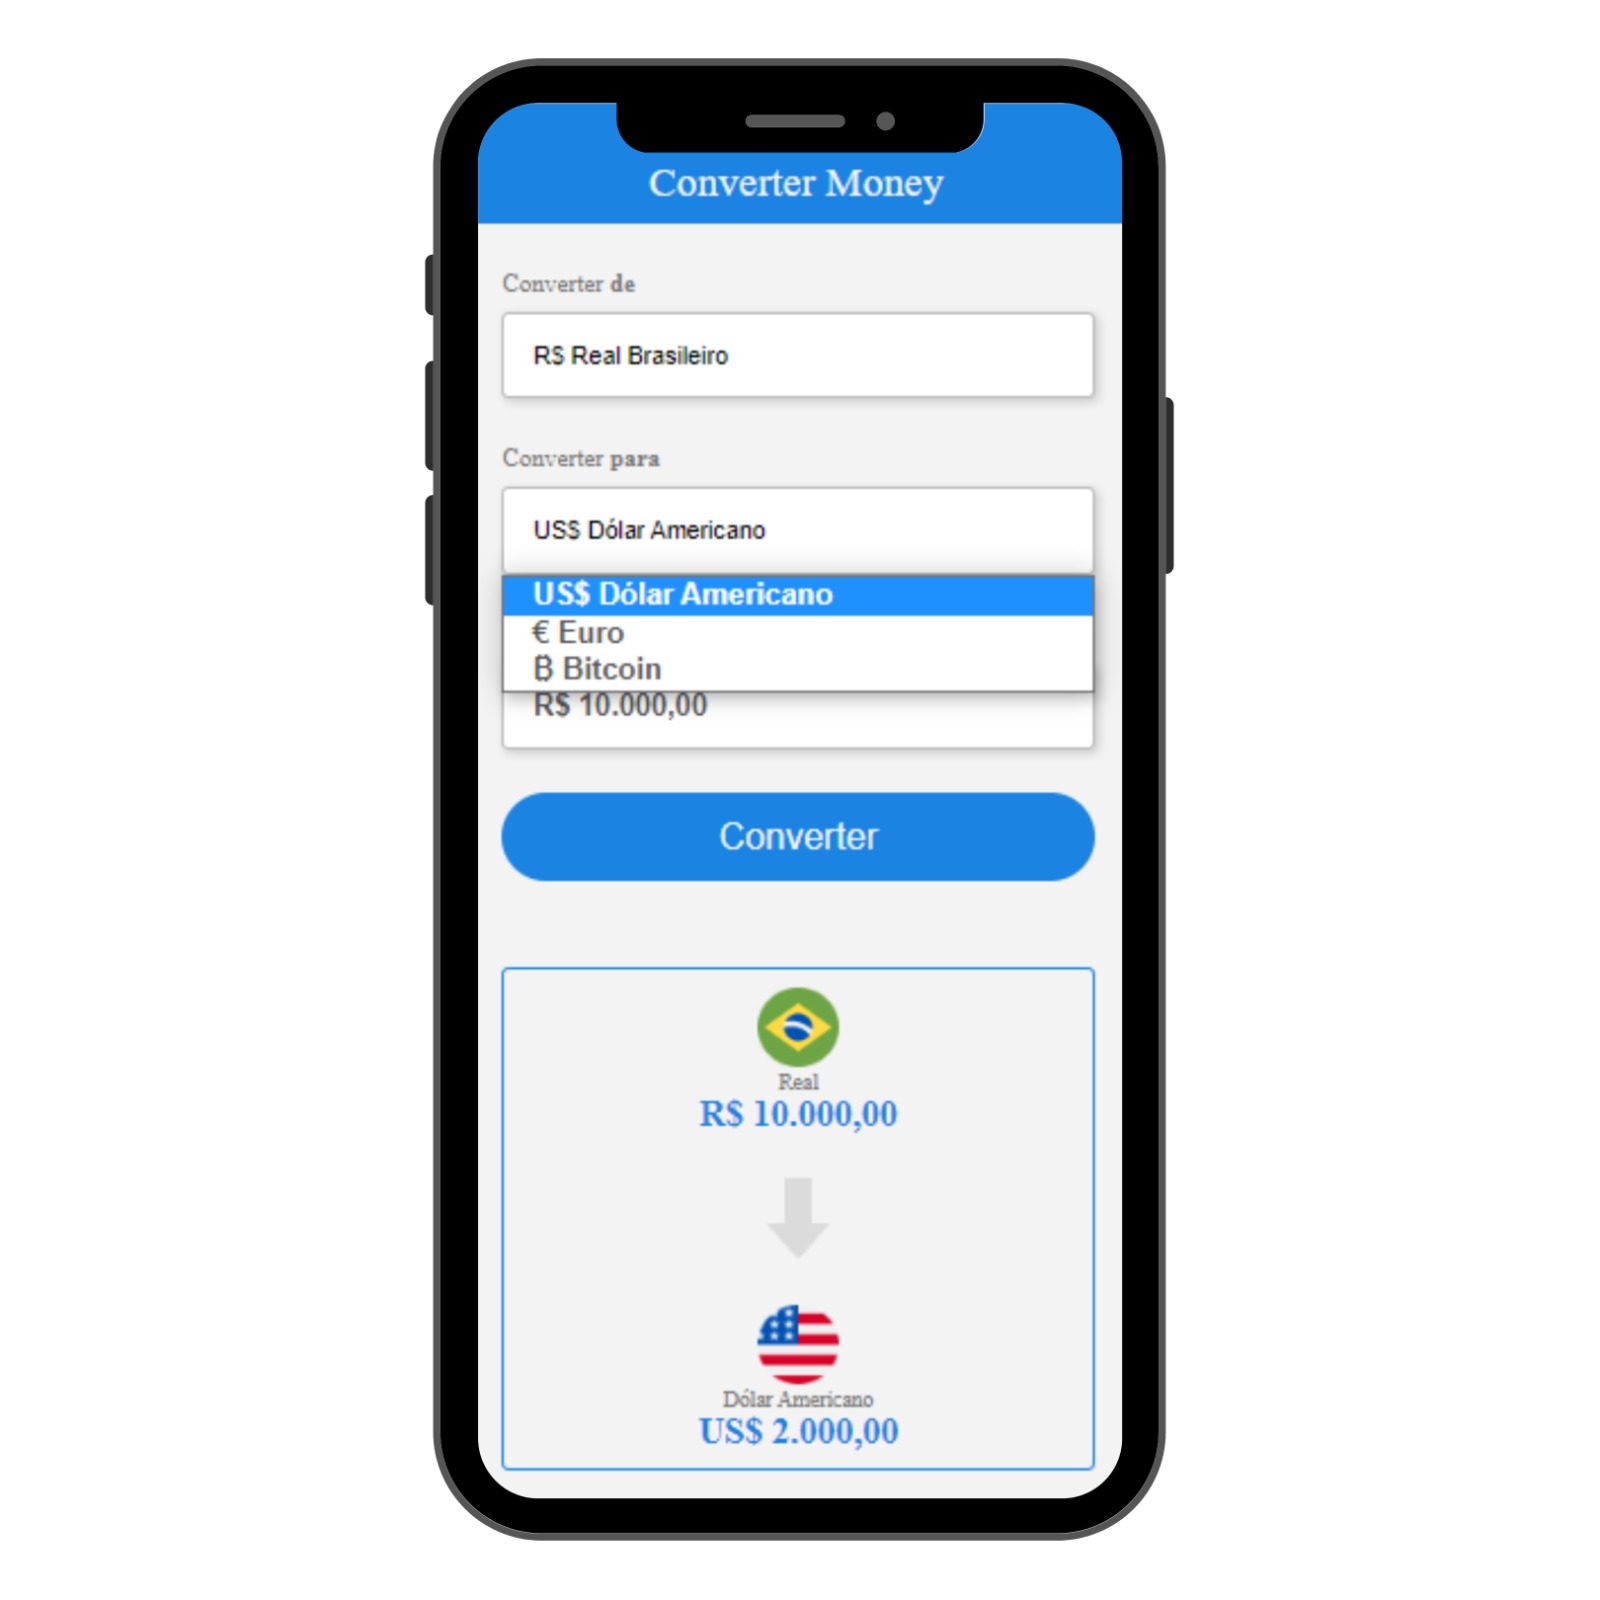 Converter Money
Converter de
R$ Real Brasileiro
Converter para
US$ Dólar Americano
US$ Dólar Americano
€ Euro
₿ Bitcoin
R$ 10.000,00
Converter
Real
R$ 10.000,00
Dólar Americano
US$ 2.000,00